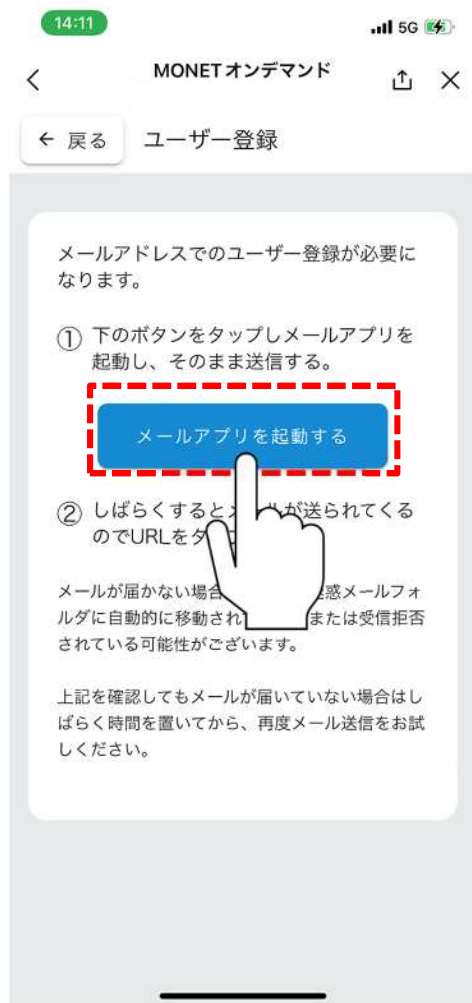 14:11
5G
MONETオンデマンド
← 戻る
ユーザー登録
メールアドレスでのユーザー登録が必要に
なります。
① 下のボタンをタップしメールアプリを
起動し、そのまま送信する。
メールアプリを起動する
② しばらくすると が送られてくる
のでURLをタ
メールが届かない場合 惑メールフォ
ルダに自動的に移動され または受信拒否
されている可能性がございます。
上記を確認してもメールが届いていない場合はし
ばらく時間を置いてから、再度メール送信をお試
しください。